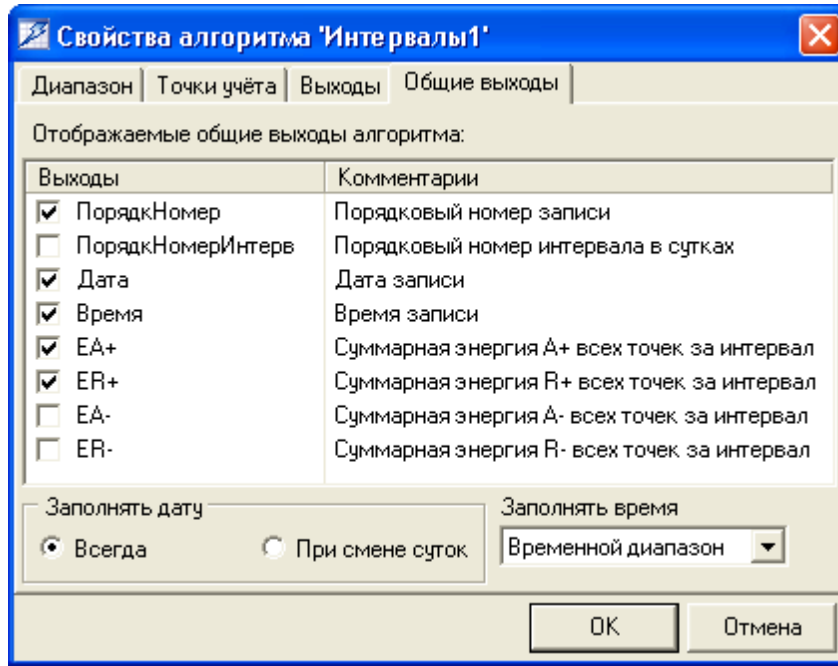 Свойства алгоритма 'Интервалы1'
Диапазон Точки учёта Выходы Общие выходы
Отображаемые общие выходы алгоритма:
Выходы Комментарии
ПорядкНомер Порядковый номер записи
ПорядкНомерИнтерв Порядковый номер интервала в сутках
Дата Дата записи
Время Время записи
EA+ Суммарная энергия A+ всех точек за интервал
ER+ Суммарная энергия R+ всех точек за интервал
EA- Суммарная энергия A- всех точек за интервал
ER- Суммарная энергия R- всех точек за интервал
Заполнять дату Заполнять время
Всегда При смене суток Временной диапазон
OK Отмена